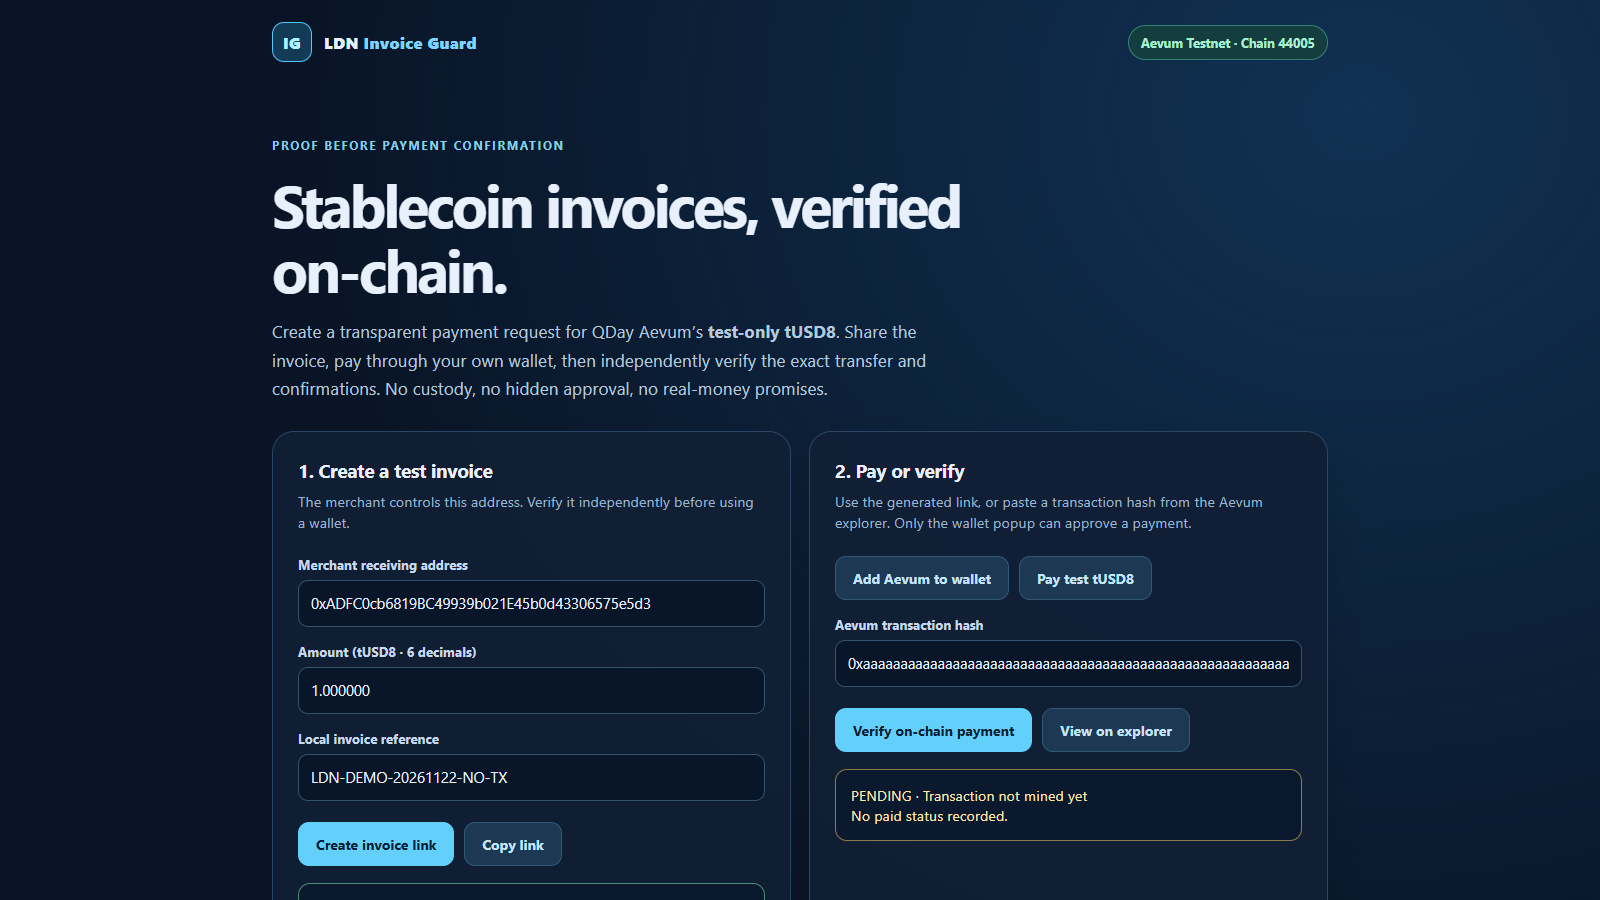 IG
LDN Invoice Guard
Aevum Testnet · Chain 44005
PROOF BEFORE PAYMENT CONFIRMATION
Stablecoin invoices, verified
on-chain.
Create a transparent payment request for QDay Aevum’s test-only tUSD8. Share the
invoice, pay through your own wallet, then independently verify the exact transfer and
confirmations. No custody, no hidden approval, no real-money promises.
1. Create a test invoice
The merchant controls this address. Verify it independently before using
a wallet.
Merchant receiving address
0xADFC0cb6819BC49939b021E45b0d43306575e5d3
Amount (tUSD8 · 6 decimals)
1.000000
Local invoice reference
LDN-DEMO-20261122-NO-TX
Create invoice link
Copy link
2. Pay or verify
Use the generated link, or paste a transaction hash from the Aevum
explorer. Only the wallet popup can approve a payment.
Add Aevum to wallet
Pay test tUSD8
Aevum transaction hash
Verify on-chain payment
View on explorer
PENDING · Transaction not mined yet
No paid status recorded.